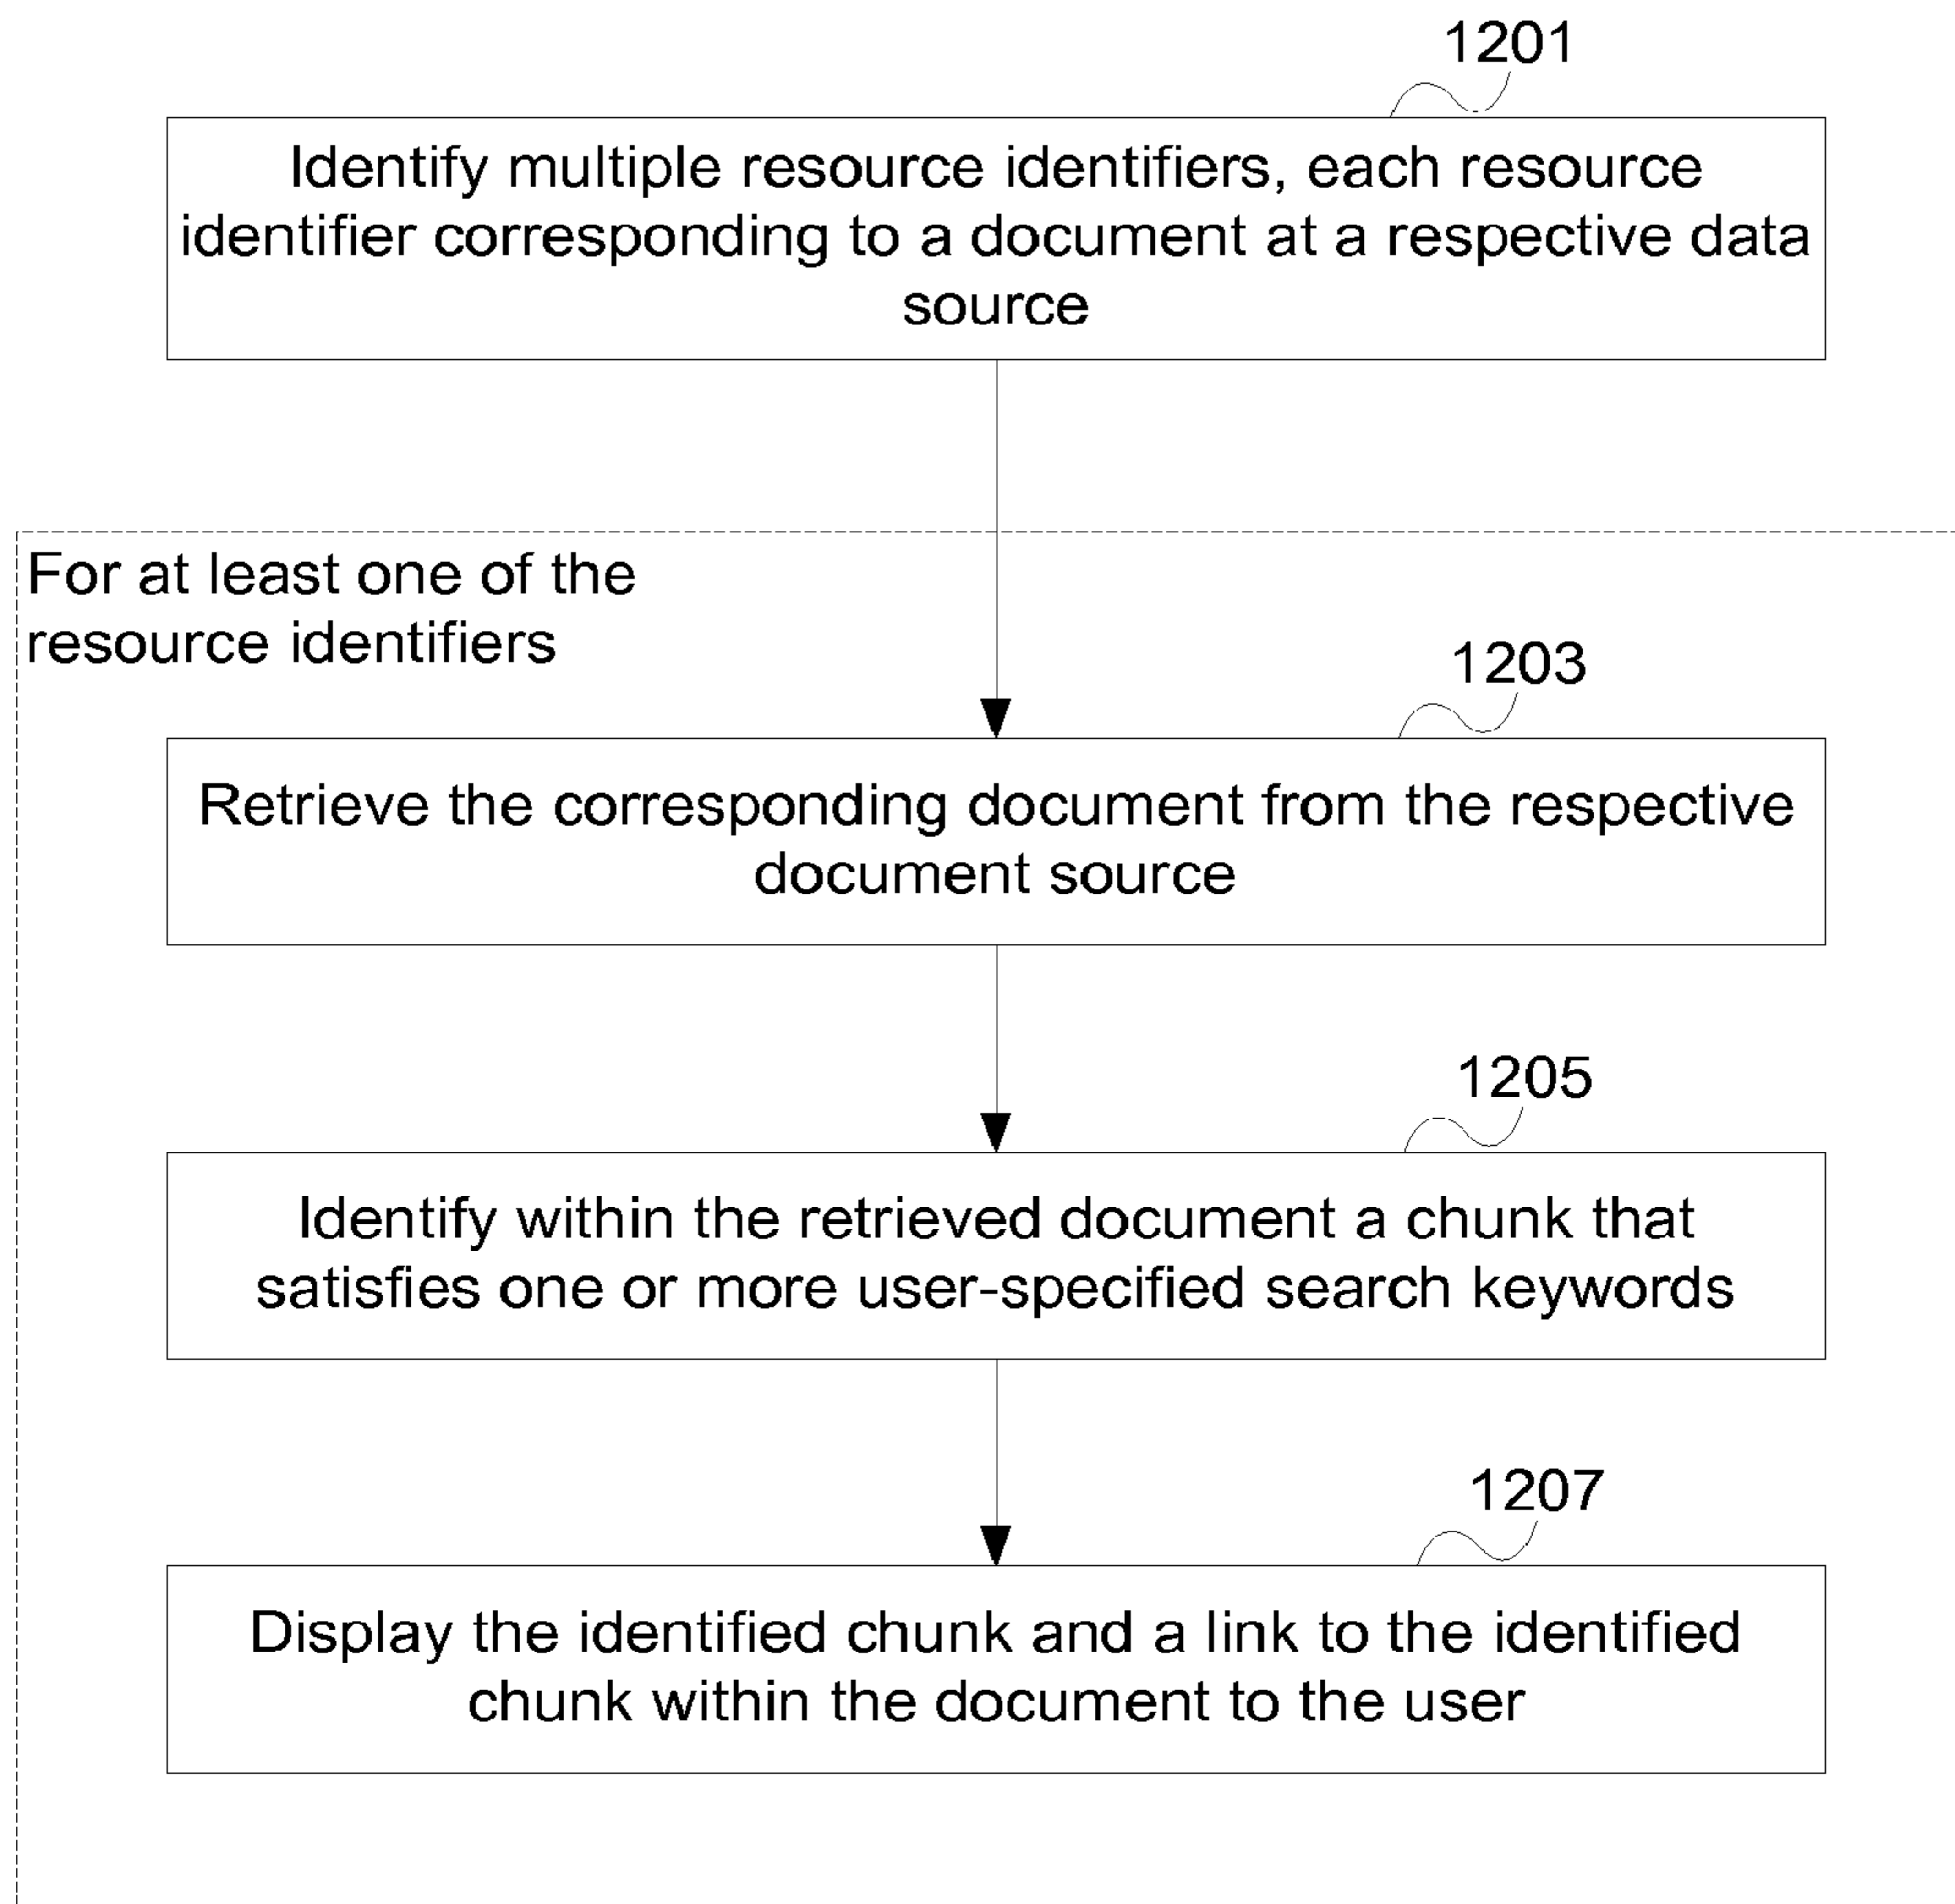 1201
Identify multiple resource identifiers, each resource
identifier corresponding to a document at a respective data
source
For at least one of the
resource identifiers
1203
Retrieve the corresponding document from the respective
document source
1205
Identify within the retrieved document a chunk that
satisfies one or more user-specified search keywords
1207
Display the identified chunk and a link to the identified
chunk within the document to the user